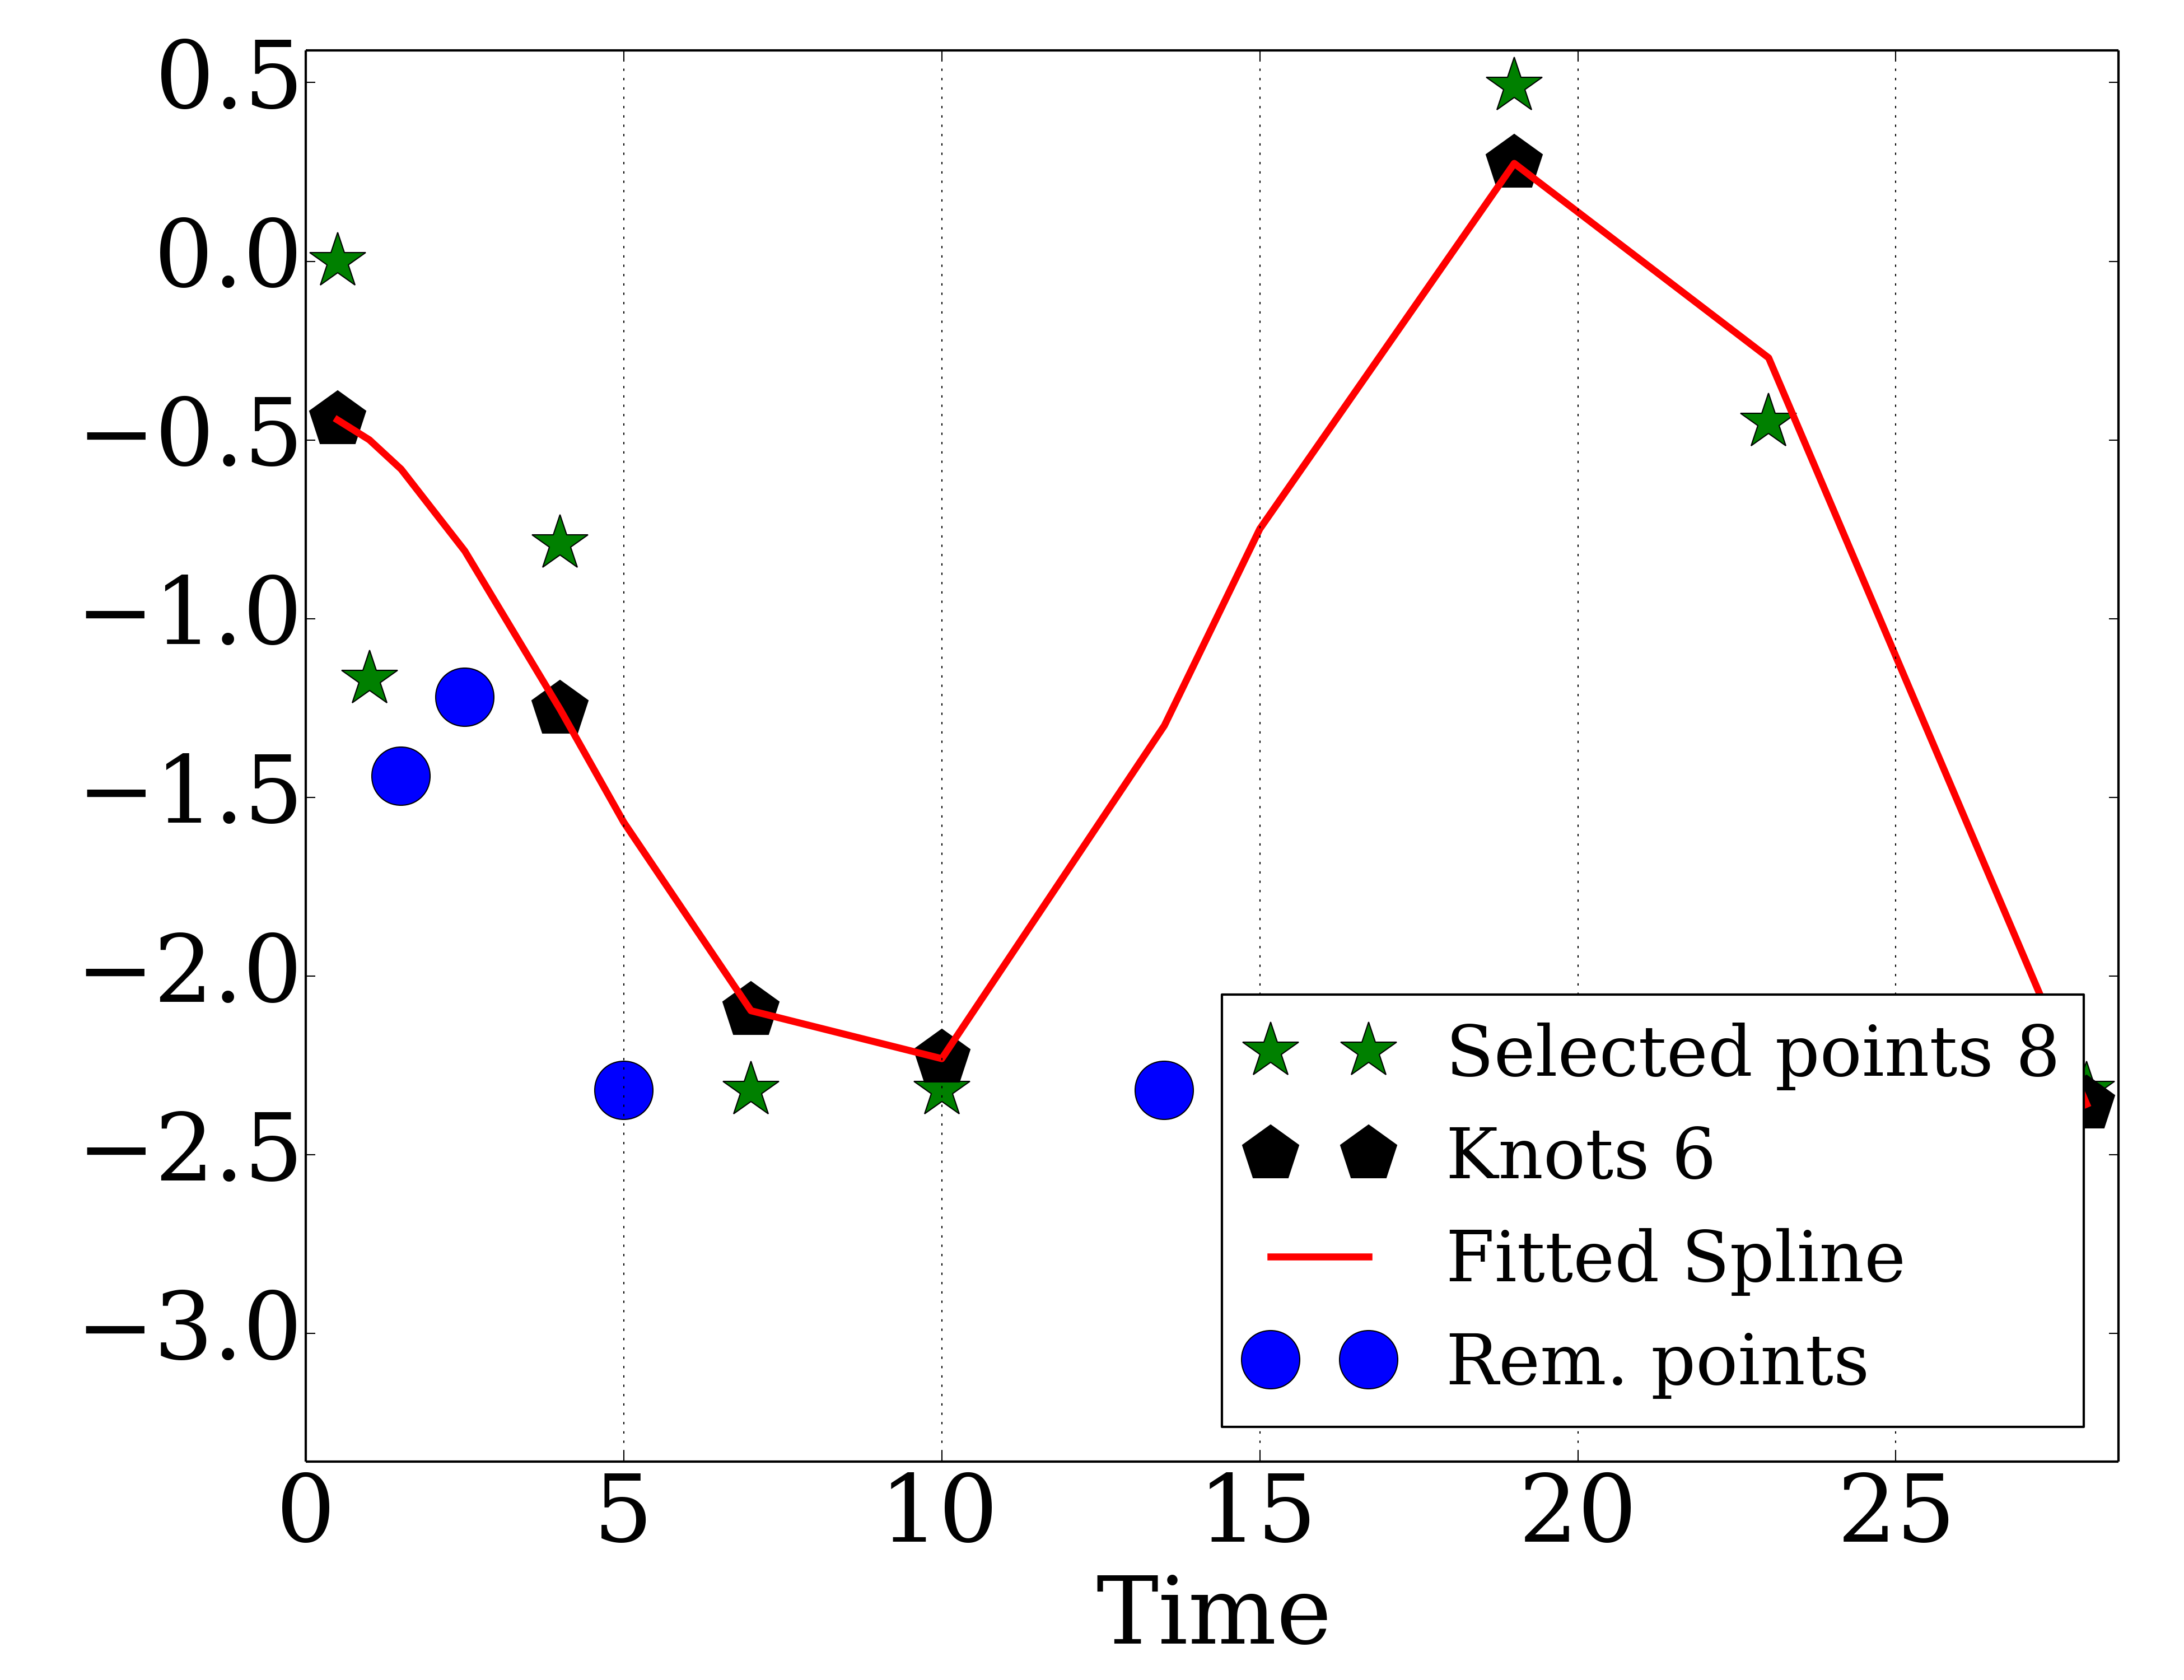 0.5
0.0
−0.5
−1.0
−1.5
−2.0
−2.5
−3.0
Selected points 8
Knots 6
Fitted Spline
Rem. points
0 5 10 15 20 25
Time